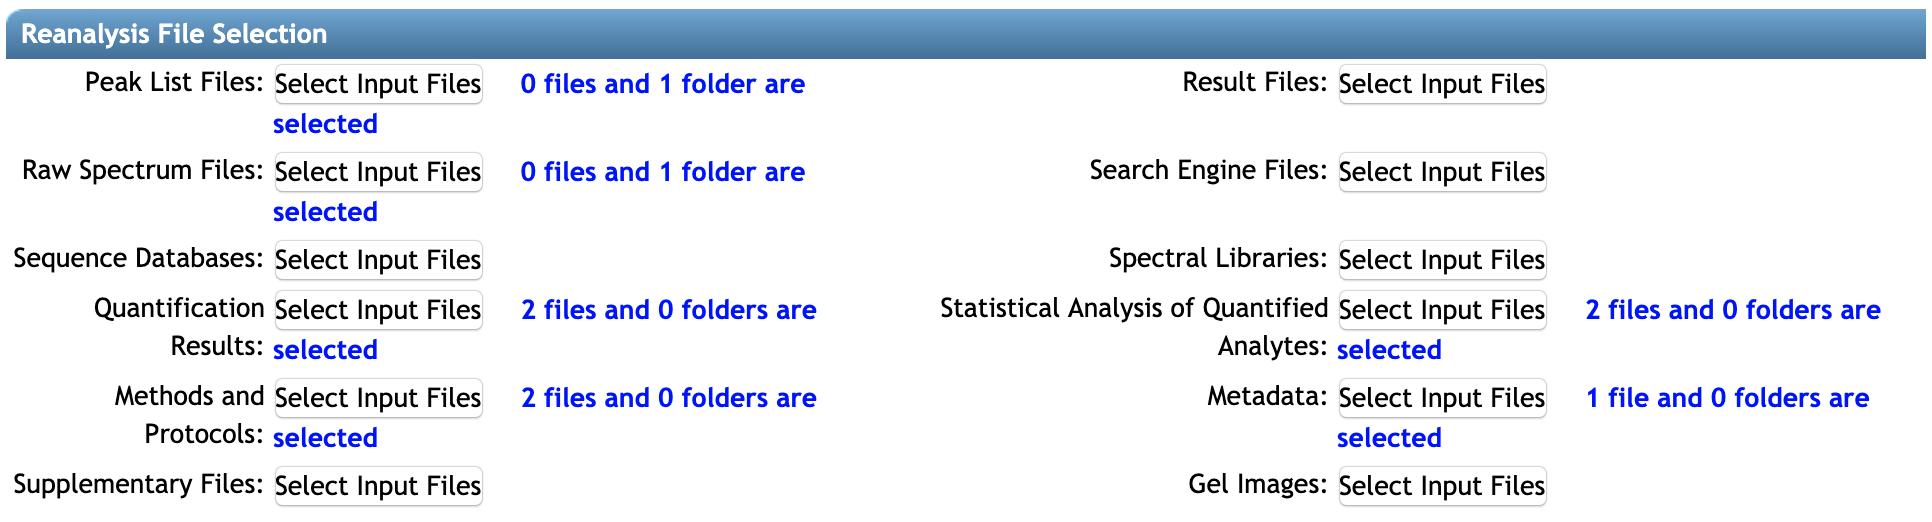 Reanalysis File Selection
Peak List Files: Select Input Files 0 files and 1 folder are Result Files: Select Input Files
selected
Raw Spectrum Files: Select Input Files 0 files and 1 folder are Search Engine Files: Select Input Files
selected
Sequence Databases: Select Input Files Spectral Libraries: Select Input Files
Quantification Select Input Files 2 files and 0 folders are Statistical Analysis of Quantified Select Input Files 2 files and 0 folders are
Results: selected Analytes: selected
Methods and Select Input Files 2 files and 0 folders are Metadata: Select Input Files 1 file and 0 folders are
Protocols: selected selected
Supplementary Files: Select Input Files Gel Images: Select Input Files